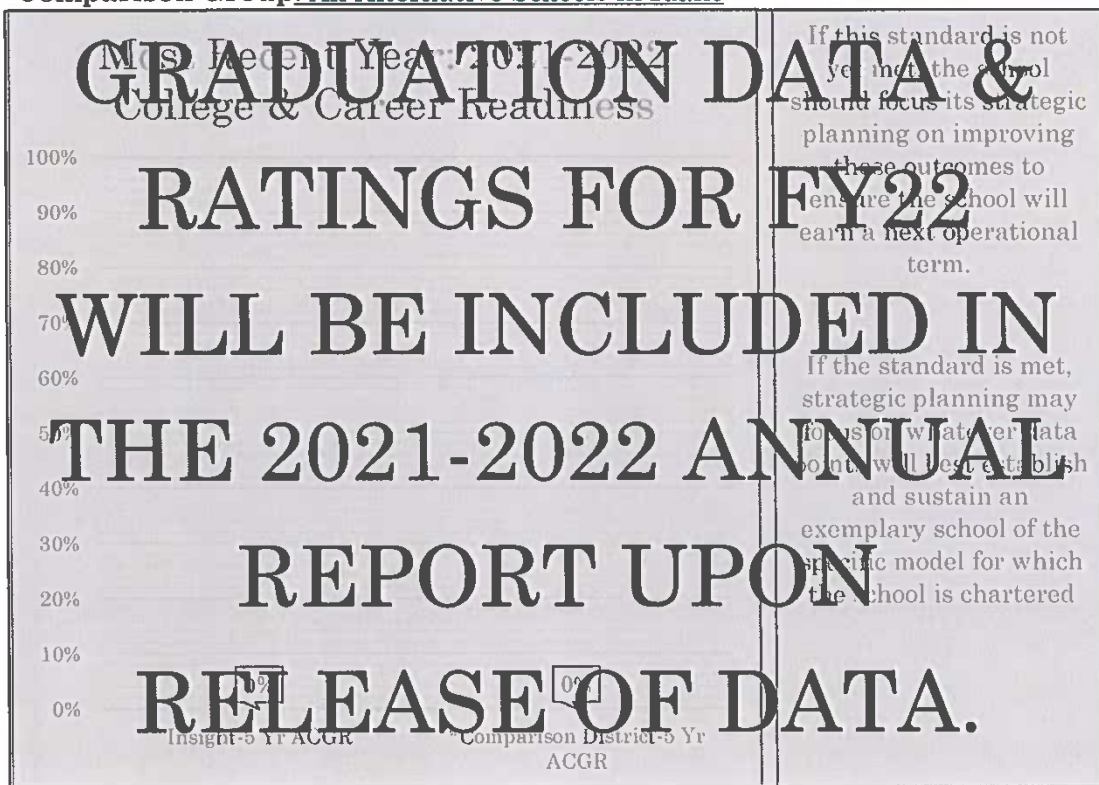 Comparison Group: An Alternative School in Idaho
GRADUATION DATA &
RATINGS FOR FY22
WILL BE INCLUDED IN
THE 2021-2022 ANNUAL
REPORT UPON
RELEASE OF DATA.
Most Recent Year: 2021-2022
College & Career Readiness
100%
90%
80%
70%
60%
50%
40%
30%
20%
10%
0%
0%
0%
Insight-5 Yr ACGR
Comparison District-5 Yr
ACGR
If this standard is not
yet met, the school
should focus its strategic
planning on improving
those outcomes to
ensure the school will
earn a next operational
term.
If the standard is met,
strategic planning may
focus on whatever data
points will best establish
and sustain an
exemplary school of the
specific model for which
the school is chartered